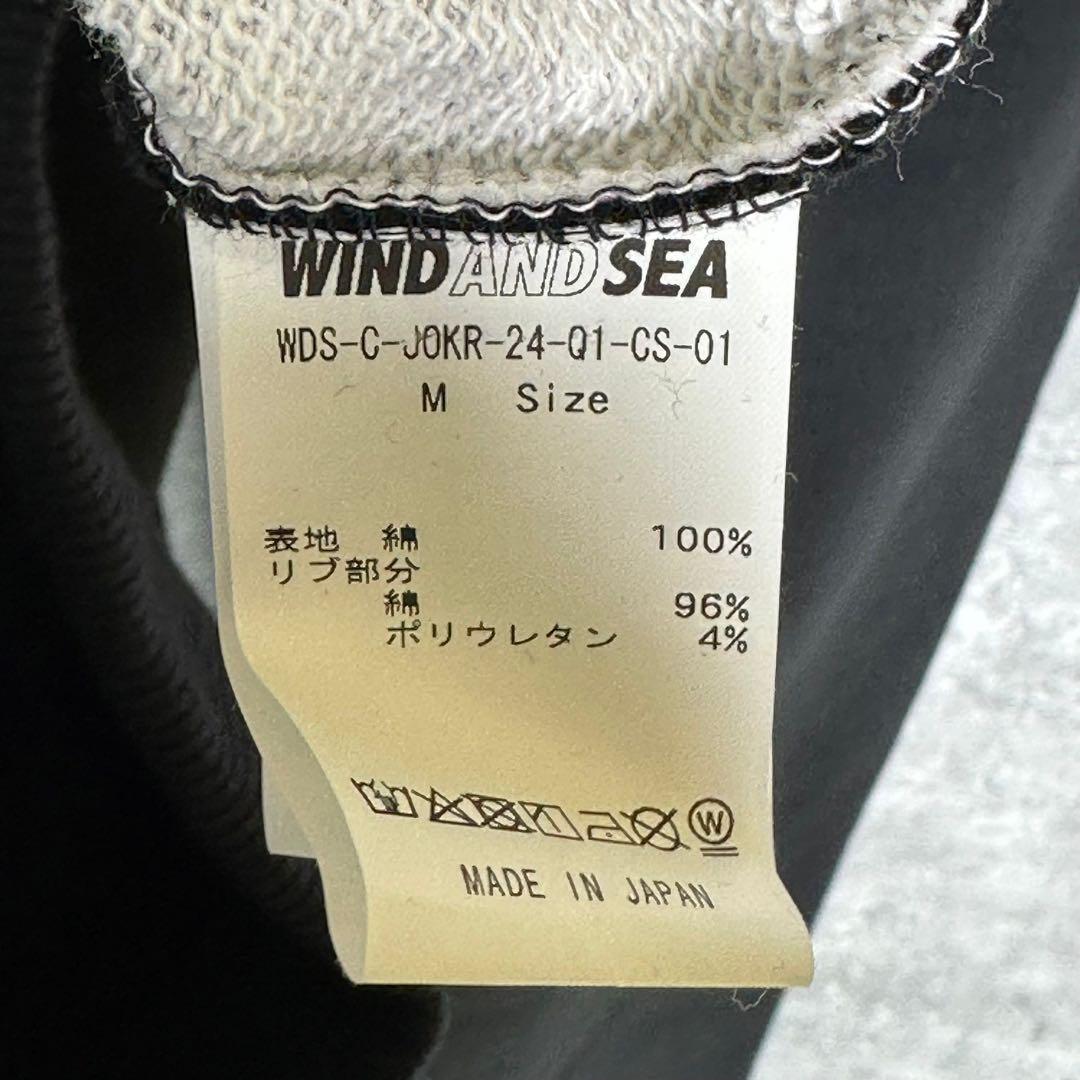 WINDANDSEA
WDS-C-JOKR-24-Q1-CS-01
M Size
表地 綿 100%
リブ部分
綿 96%
ポリウレタン 4%
W
MADE IN JAPAN